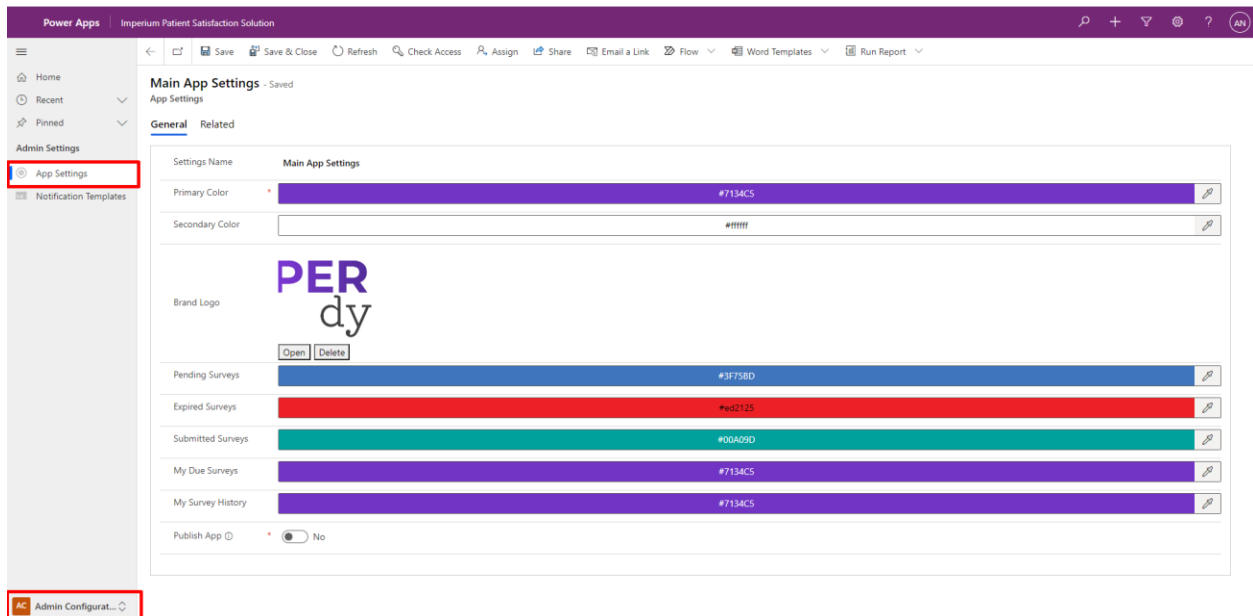 Power Apps Imperium Patient Satisfaction Solution AN
Save Save & Close Refresh Check Access Assign Share Email a Link Flow Word Templates Run Report
Home
Recent
Pinned
Admin Settings
App Settings
Notification Templates
Main App Settings - Saved
App Settings
General Related
Settings Name Main App Settings
Primary Color * #7134C5
Secondary Color #ffffff
Brand Logo
PER
dy
Open Delete
Pending Surveys #3F75BD
Expired Surveys #ed2125
Submitted Surveys #00A09D
My Due Surveys #7134C5
My Survey History #7134C5
Publish App * No
AC Admin Configurat...